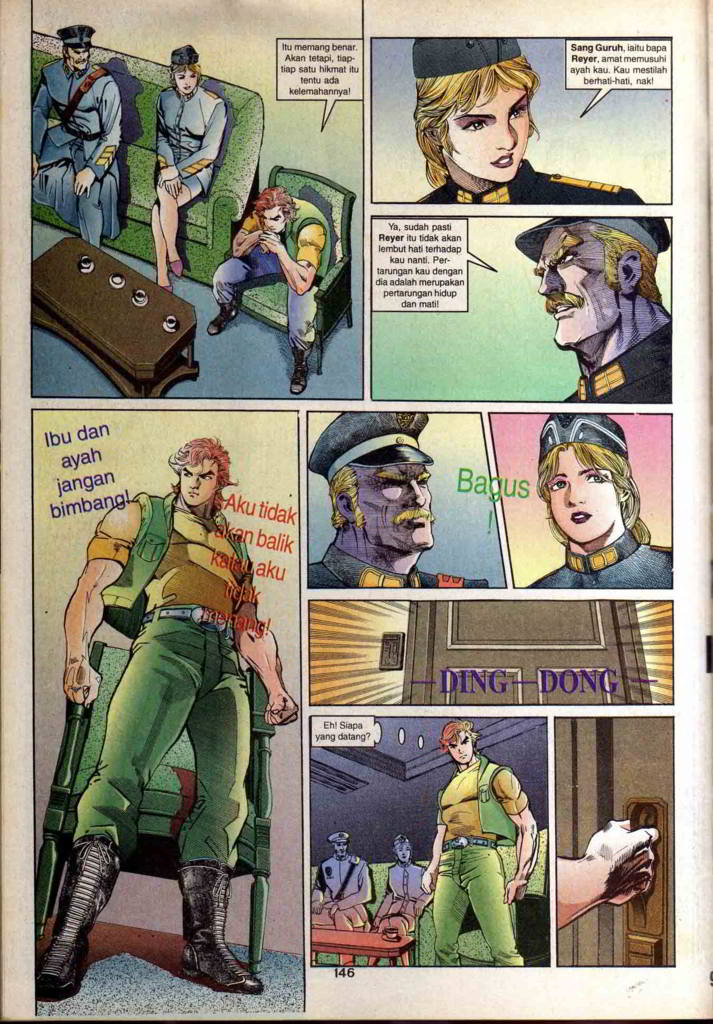 Itu memang benar.
Akan tetapi, tiap-
tiap satu hikmat itu
tentu ada
kelemahannya!
Sang Guruh, iaitu bapa
Reyer, amat memusuhi
ayah kau. Kau mestilah
berhati-hati, nak!
Ya, sudah pasti
Reyer itu tidak akan
lembut hati terhadap
kau nanti. Per-
tarungan kau dengan
dia adalah merupakan
pertarungan hidup
dan mati!
Ibu dan
ayah
jangan
bimbang!
Aku tidak
akan balik
kalau aku
tidak
menang!
Bagus
!
DING DONG
Eh! Siapa
yang datang?
146